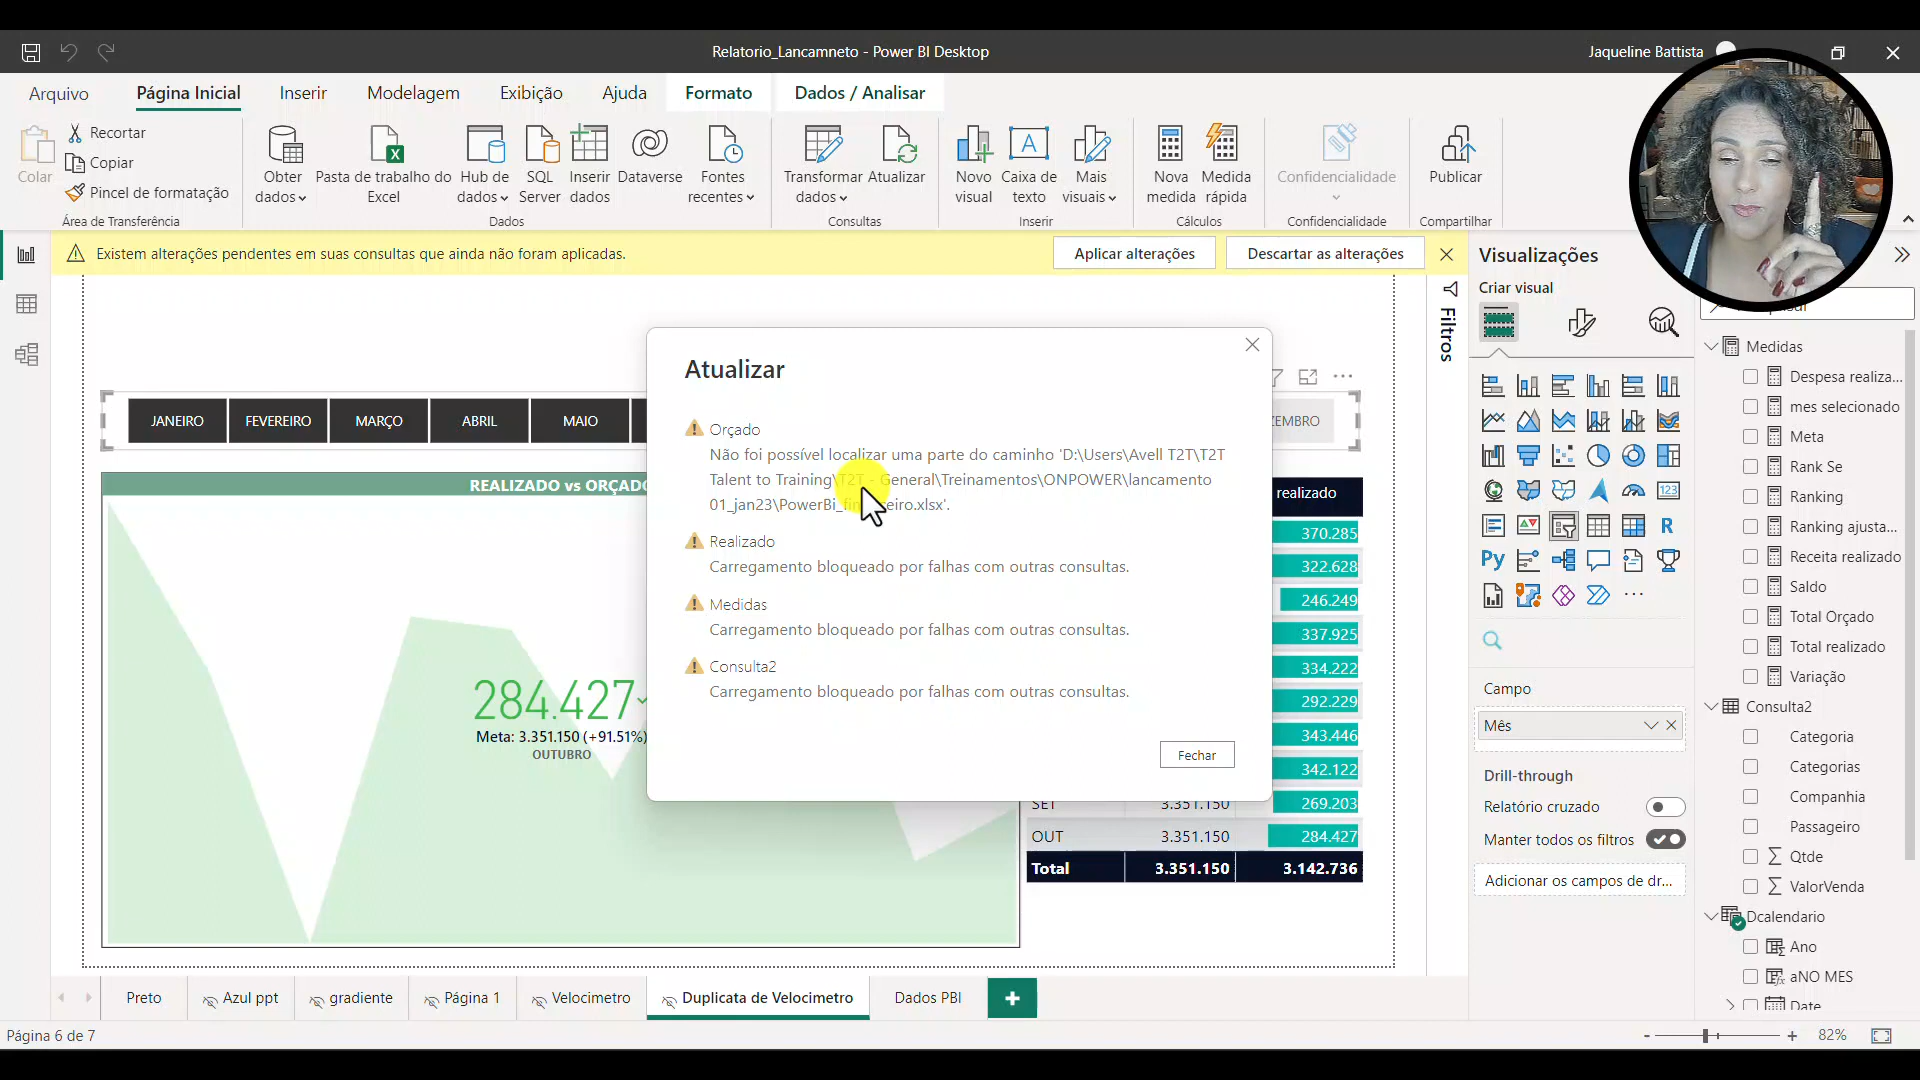 Relatorio_Lancamneto - Power BI Desktop
Jaqueline Battista
Arquivo
Página Inicial
Inserir
Modelagem
Exibição
Ajuda
Formato
Dados / Analisar
Colar
Recortar
Copiar
Pincel de formatação
Área de Transferência
Obter dados
Pasta de trabalho do Excel
Hub de dados
SQL Server
Inserir dados
Dataverse
Fontes recentes
Dados
Transformar dados
Atualizar
Consultas
Novo visual
Caixa de texto
Mais visuais
Inserir
Nova medida
Medida rápida
Cálculos
Confidencialidade
Confidencialidade
Publicar
Compartilhar
Existem alterações pendentes em suas consultas que ainda não foram aplicadas.
Aplicar alterações
Descartar as alterações
JANEIRO
FEVEREIRO
MARÇO
ABRIL
MAIO
REALIZADO vs ORÇADO
284.427
Meta: 3.351.150 (+91.51%)
OUTUBRO
Atualizar
Orçado
Não foi possível localizar uma parte do caminho 'D:\Users\Avell T2T\T2T
Talent to Training\T2T - General\Treinamentos\ONPOWER\lancamento
01_jan23\PowerBi_fin eiro.xlsx'.
Realizado
Carregamento bloqueado por falhas com outras consultas.
Medidas
Carregamento bloqueado por falhas com outras consultas.
Consulta2
Carregamento bloqueado por falhas com outras consultas.
Fechar
ZEMBRO
realizado
370.285
322.628
246.249
337.925
334.222
292.229
343.446
342.122
SET 3.351.150 269.203
OUT 3.351.150 284.427
Total 3.351.150 3.142.736
Filtros
Visualizações
Criar visual
A
123
R
Py
Campo
Mês
Drill-through
Relatório cruzado
Manter todos os filtros
Adicionar os campos de dr...
Medidas
Despesa realiza...
mes selecionado
Meta
Rank Se
Ranking
Ranking ajusta...
Receita realizado
Saldo
Total Orçado
Total realizado
Variação
Consulta2
Categoria
Categorias
Companhia
Passageiro
Qtde
ValorVenda
Dcalendario
Ano
aNO MES
Date
Preto
Azul ppt
gradiente
Página 1
Velocimetro
Duplicata de Velocimetro
Dados PBI
Página 6 de 7
82%